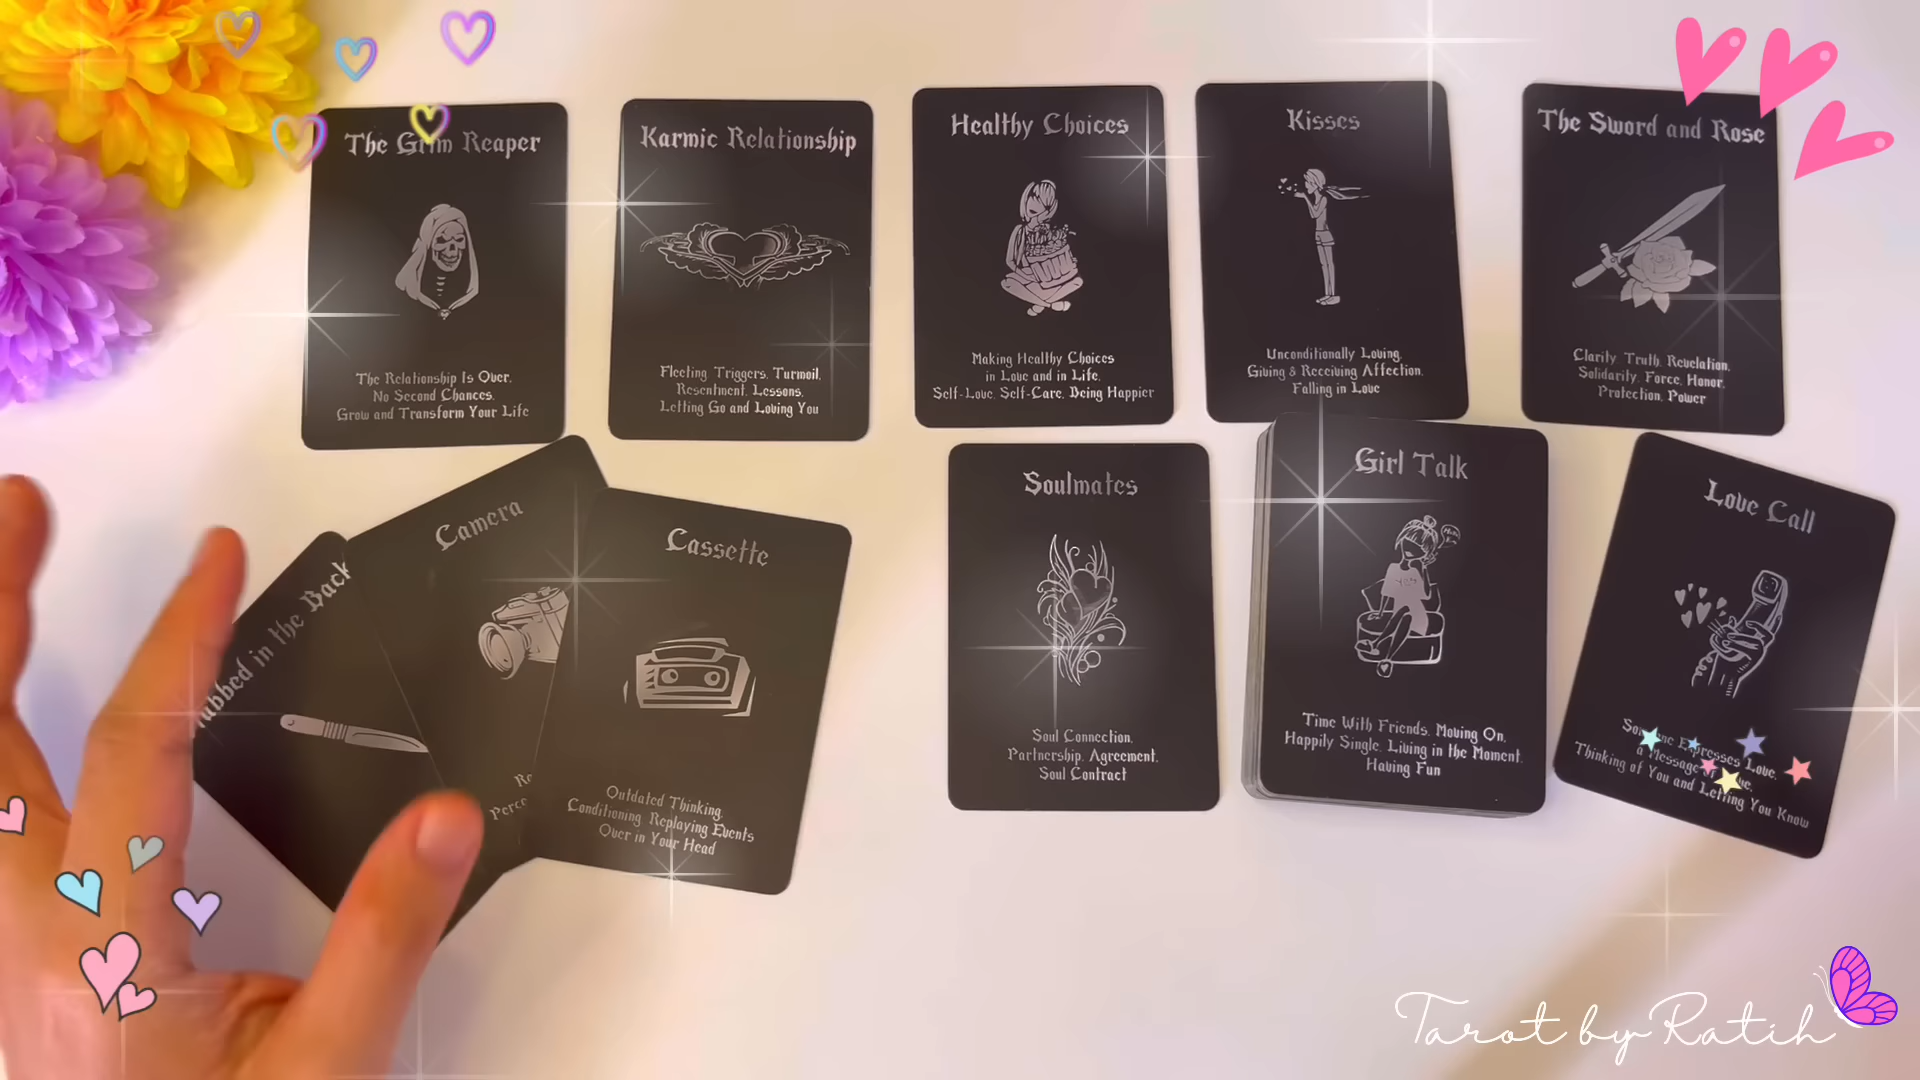 The Grim Reaper
The Relationship Is Over.
No Second Chances.
Grow and Transform Your Life
Karmic Relationship
Fleeting Triggers, Turmoil,
Resentment, Lessons,
Letting Go and Loving You
Healthy Choices
Making Healthy Choices
in Love and in Life.
Self-Love, Self-Care, Being Happier
Kisses
Unconditionally Loving.
Giving & Receiving Affection.
Falling in Love
The Sword and Rose
Clarity, Truth, Revelation,
Solidarity, Force, Honor,
Protection, Power
in the Back
Camera
Cassette
Outdated Thinking.
Conditioning. Replaying Events
Over in Your Head
Soulmates
Soul Connection.
Partnership. Agreement.
Soul Contract
Girl Talk
Time With Friends. Moving On.
Happily Single. Living in the Moment.
Having Fun
Love Call
Expresses Love.
a Message of
Thinking of You and Letting You Know
Tarot by Ratih